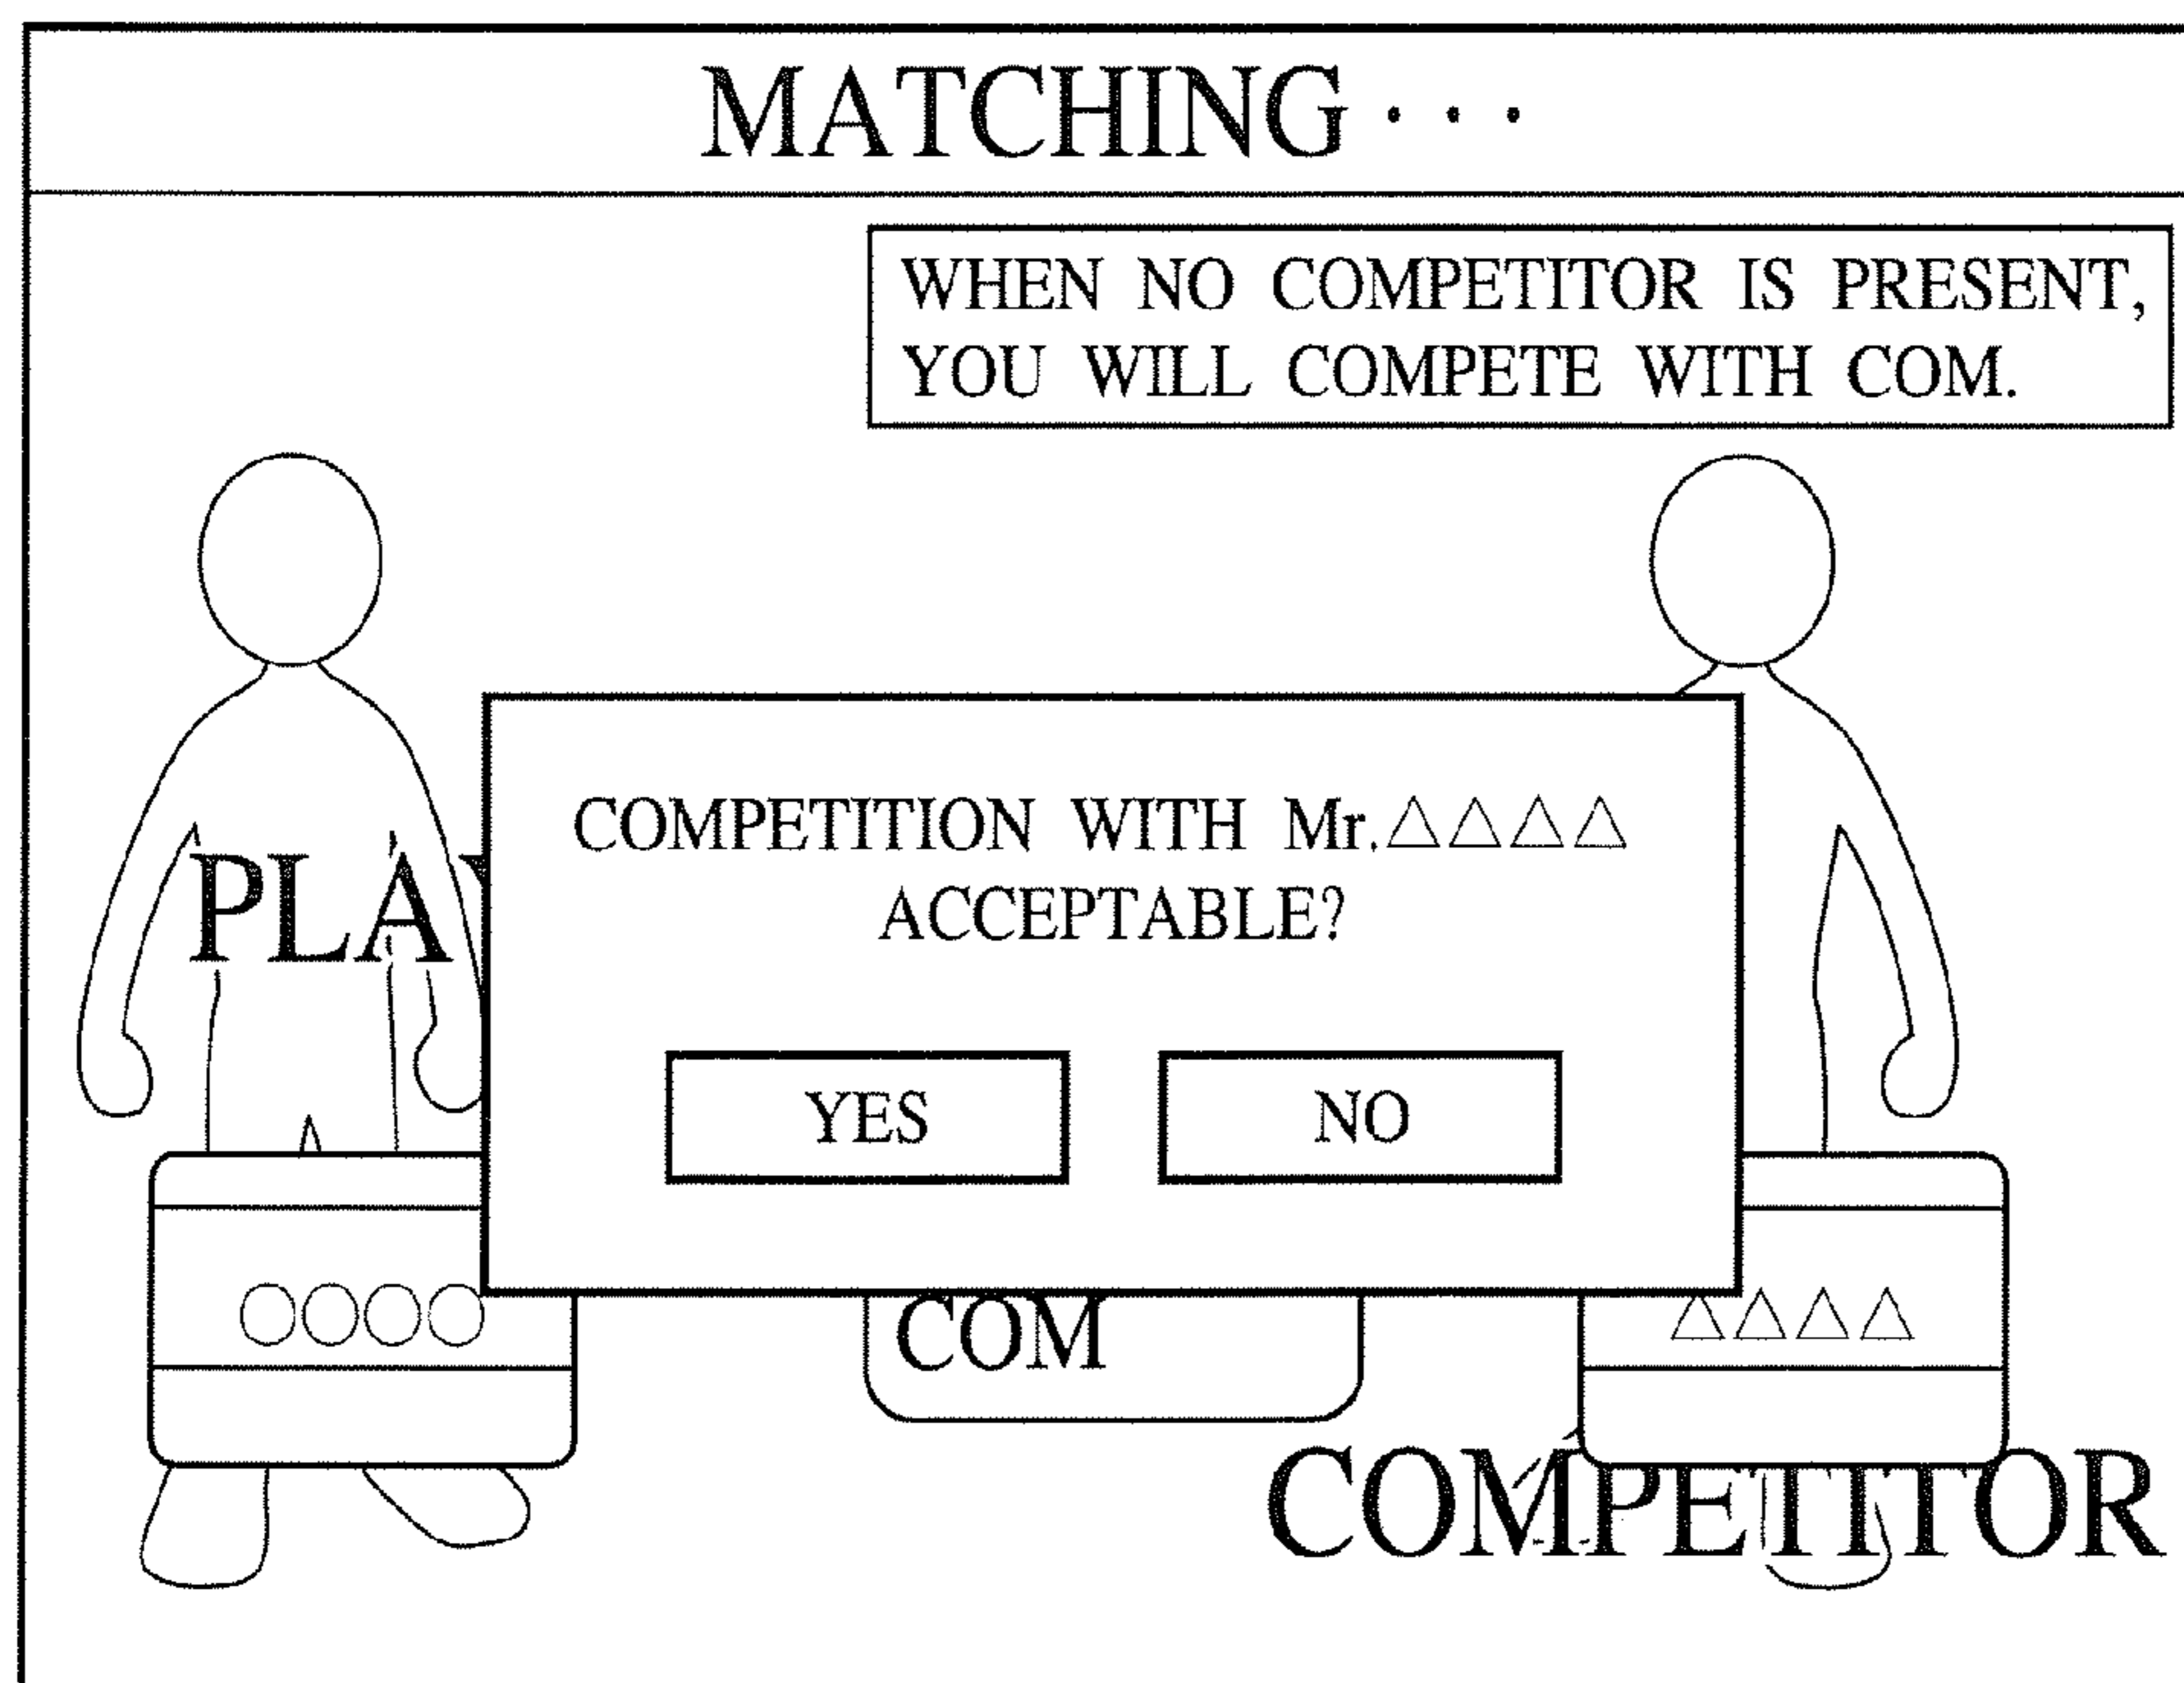 MATCHING · · ·
WHEN NO COMPETITOR IS PRESENT,
YOU WILL COMPETE WITH COM.
COMPETITION WITH Mr.△△△△
ACCEPTABLE?
PLA
YES NO
○○○○
COM
△△△△
COMPETITOR